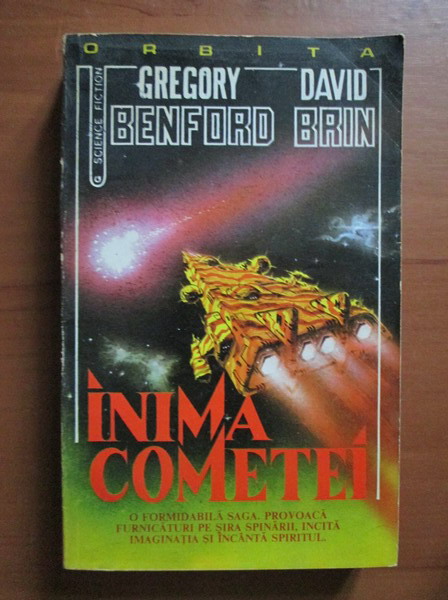 ORBITA
SCIENCE FICTION
GREGORY DAVID
BENFORD BRIN
ÎNIMA
COMETEI
O FORMIDABILĂ SAGA. PROVOACĂ
FURNICĂTURI PE ŞIRA SPINĂRII, INCITĂ
IMAGINAŢIA ŞI ÎNCÂNTĂ SPIRITUL.